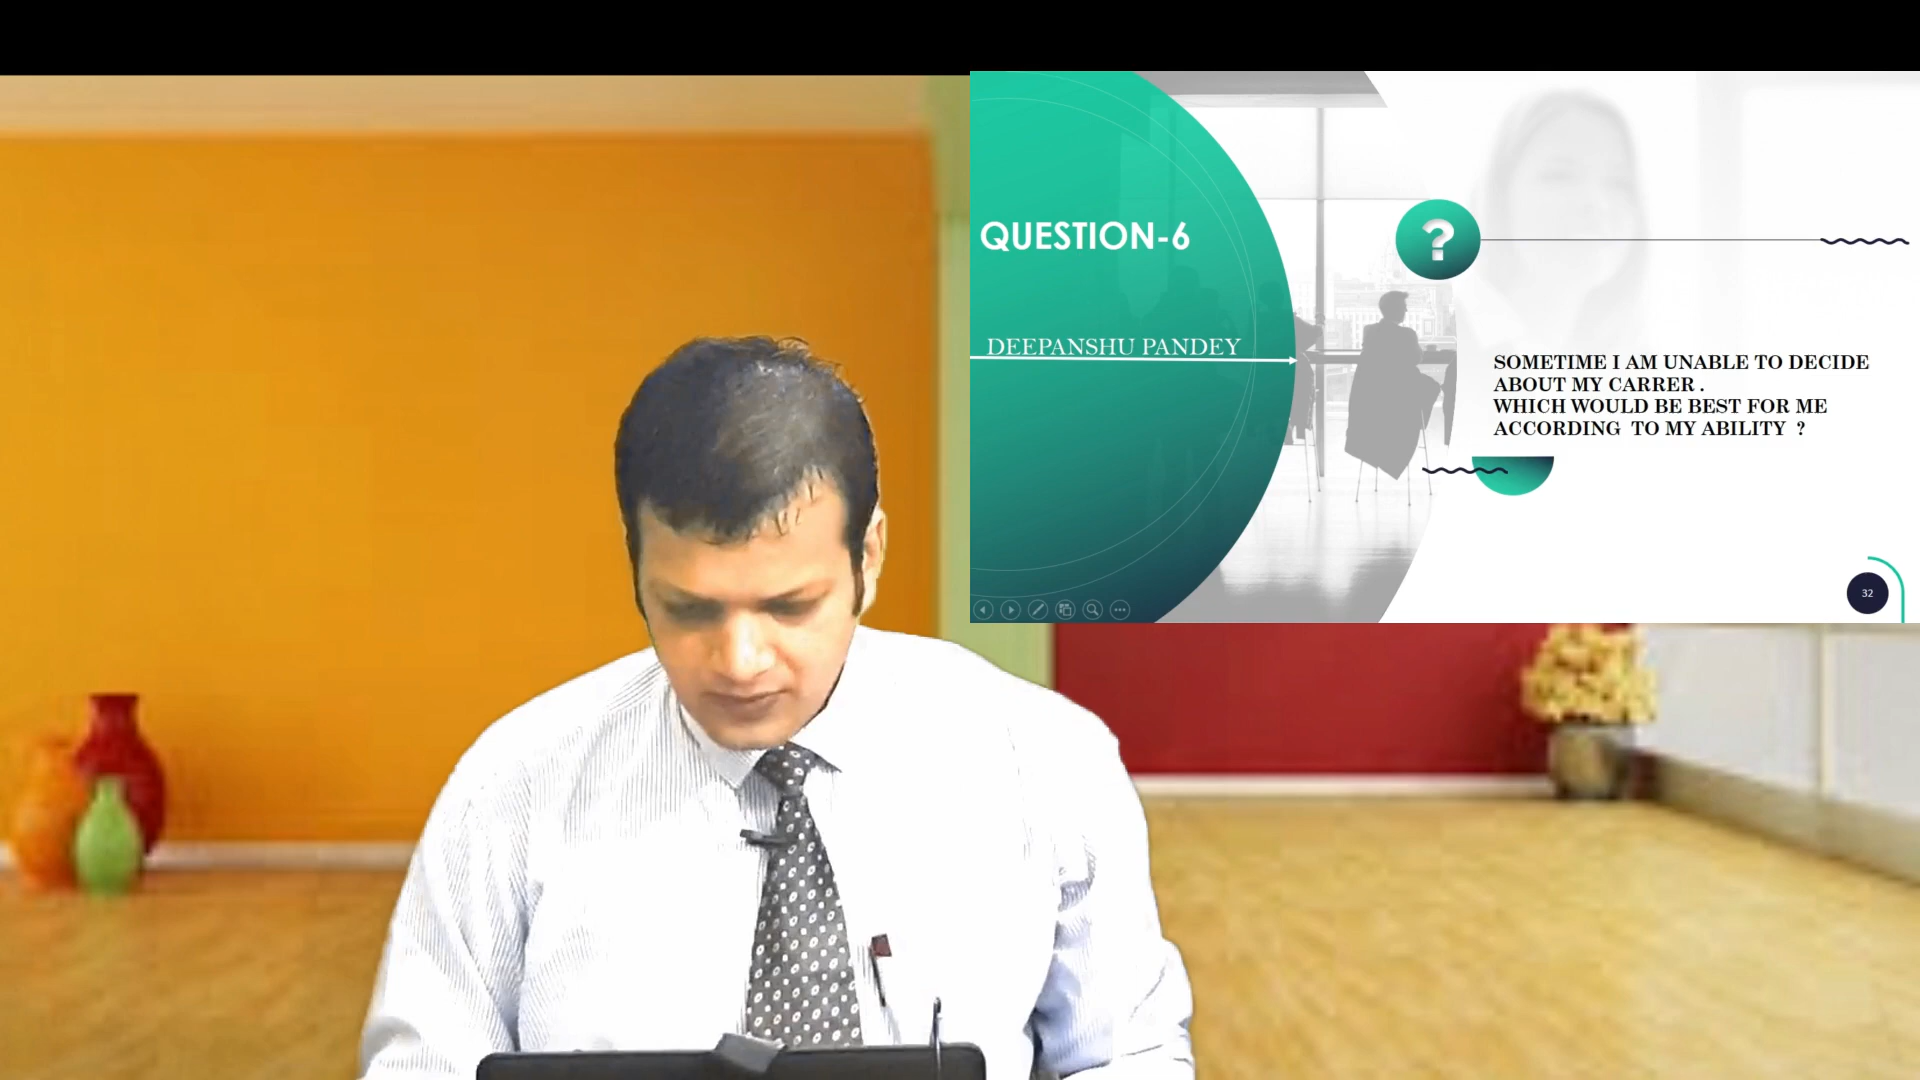 QUESTION-6
DEEPANSHU PANDEY
SOMETIME I AM UNABLE TO DECIDE
ABOUT MY CARRER .
WHICH WOULD BE BEST FOR ME
ACCORDING TO MY ABILITY ?
32